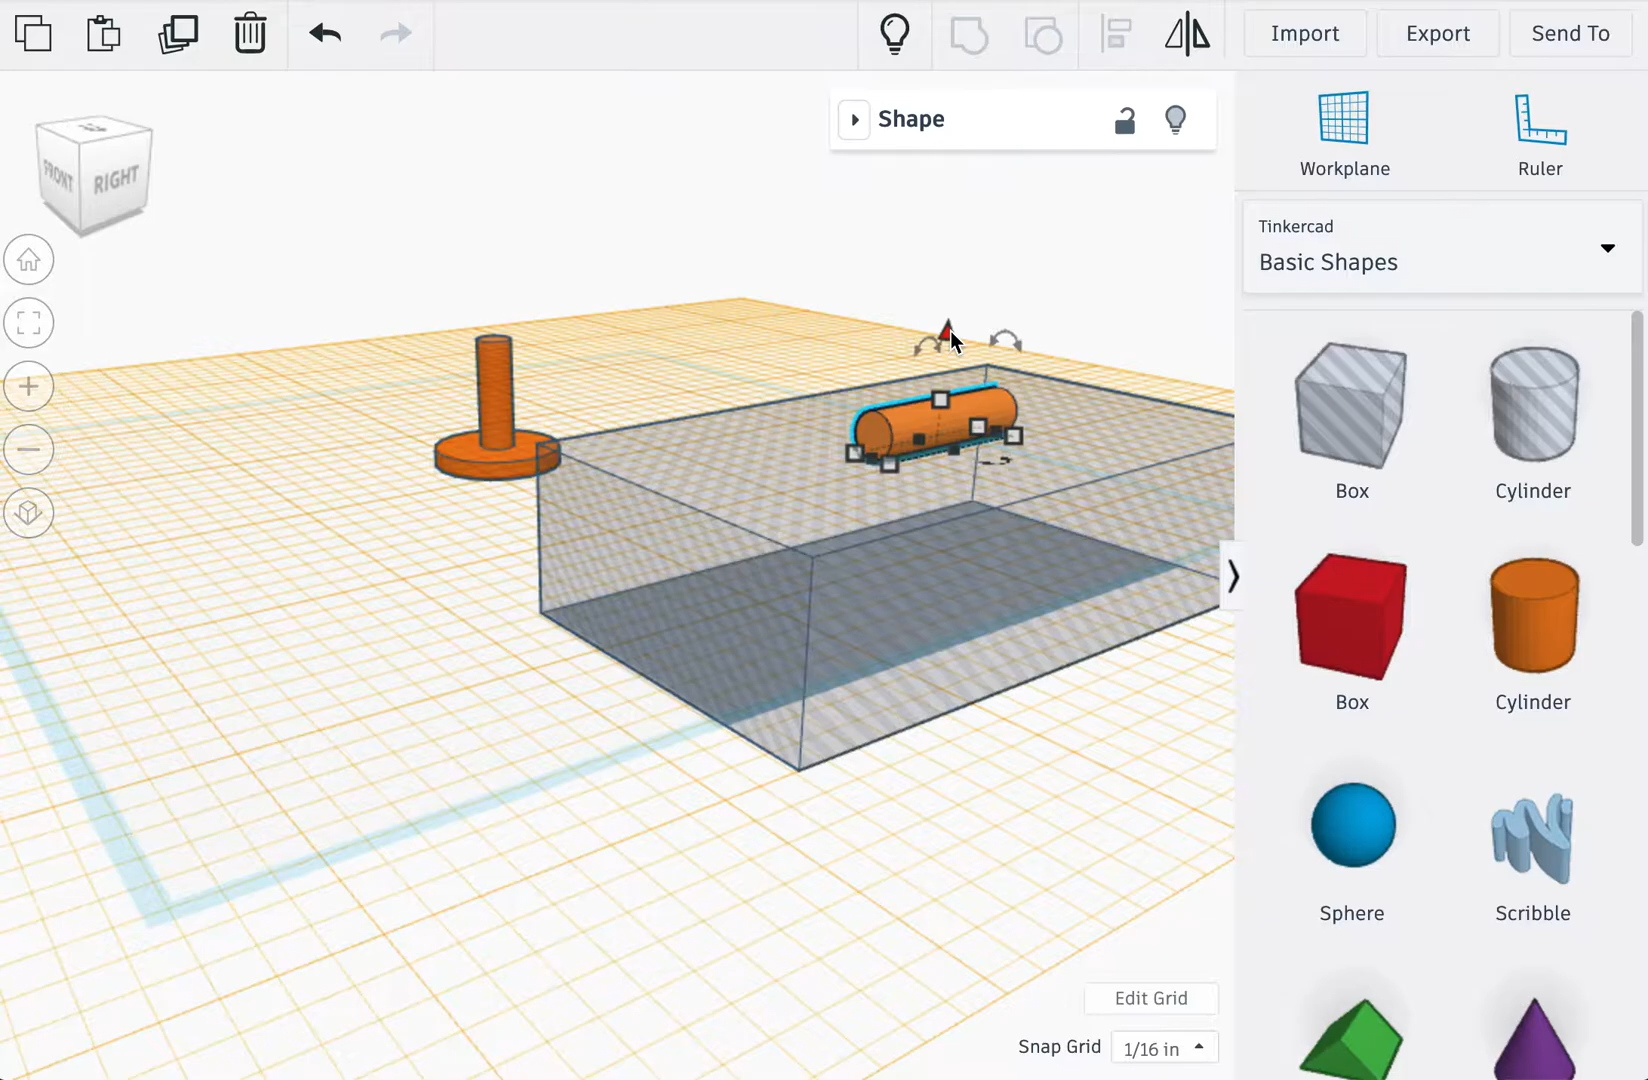 Import
Export
Send To
Shape
FRONT
RIGHT
Workplane
Ruler
Tinkercad
Basic Shapes
Box
Cylinder
Box
Cylinder
Sphere
Scribble
Edit Grid
Snap Grid
1/16 in